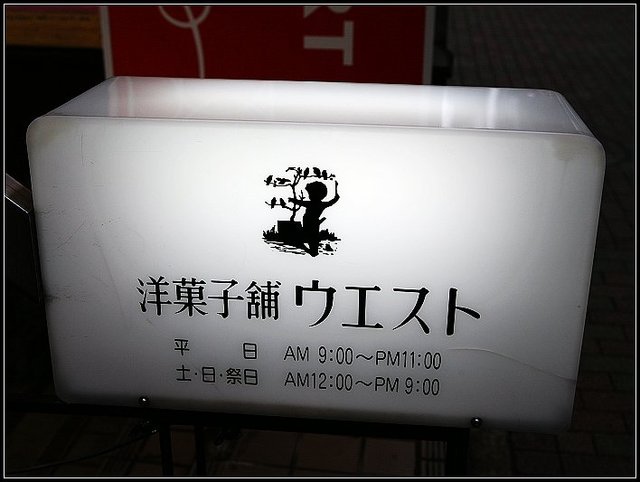 RT
洋菓子舗 ウエスト
平 日 AM 9:00～PM11:00
土・日・祭日 AM12:00～PM 9:00